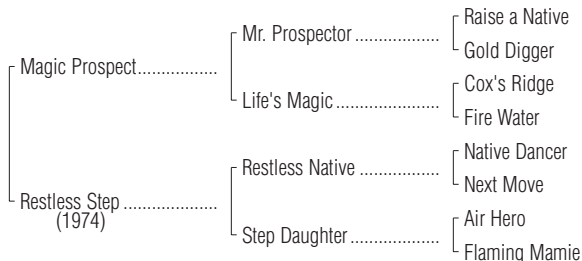 Raise a Native
Mr. Prospector ..................
Gold Digger
Magic Prospect.................
Cox's Ridge
Life's Magic ......................
Fire Water
Native Dancer
Restless Native .................
Next Move
Restless Step ....................
(1974)
Air Hero
Step Daughter ...................
Flaming Mamie